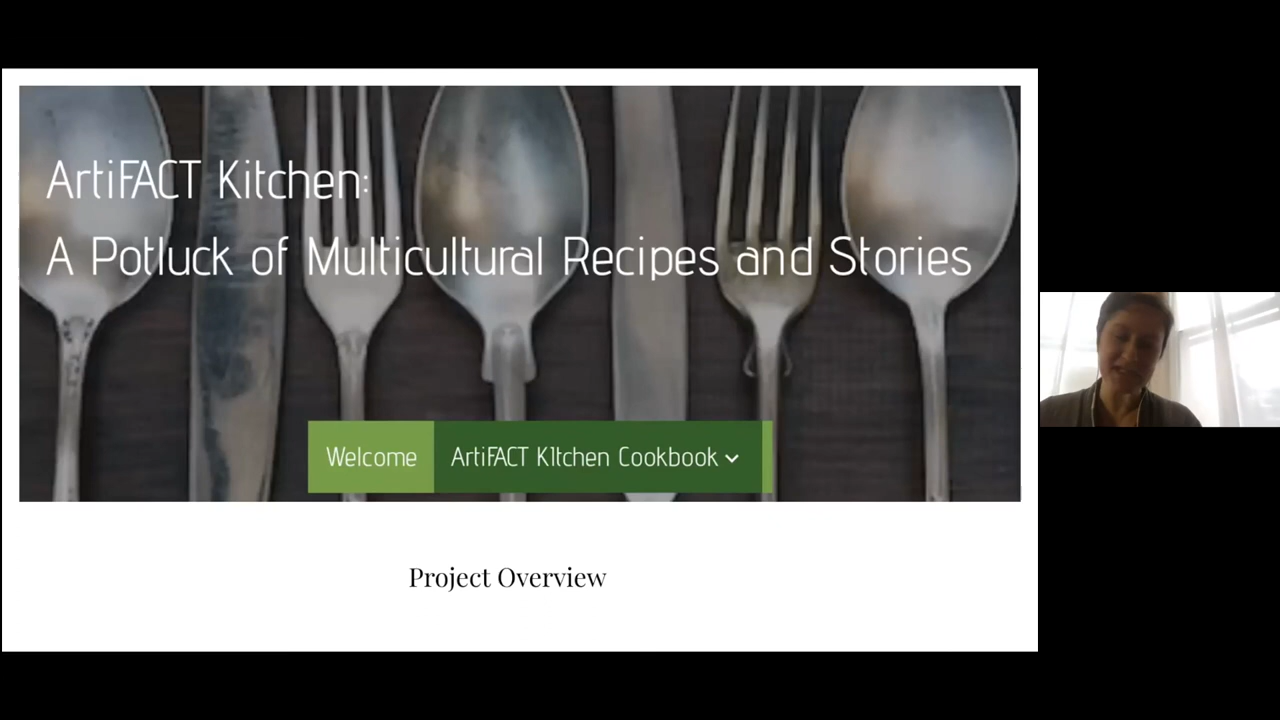 ArtiFACT Kitchen:
A Potluck of Multicultural Recipes and Stories
Welcome
ArtiFACT KItchen Cookbook
Project Overview